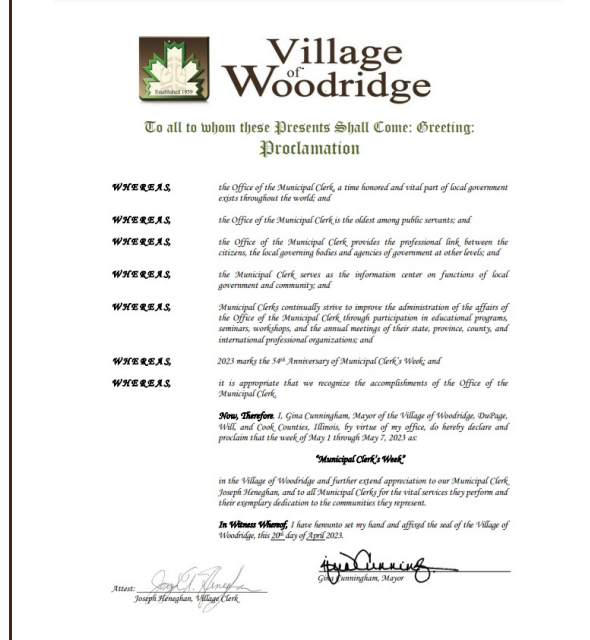 Village
of
Woodridge
Established 1959
To all to whom these Presents Shall Come: Greeting:
Proclamation
WHEREAS, the Office of the Municipal Clerk, a time honored and vital part of local government
exists throughout the world; and
WHEREAS, the Office of the Municipal Clerk is the oldest among public servants; and
WHEREAS, the Office of the Municipal Clerk provides the professional link between the
citizens, the local governing bodies and agencies of government at other levels; and
WHEREAS, the Municipal Clerk serves as the information center on functions of local
government and community; and
WHEREAS, Municipal Clerks continually strive to improve the administration of the affairs of
the Office of the Municipal Clerk through participation in educational programs,
seminars, workshops, and the annual meetings of their state, province, county, and
international professional organizations; and
WHEREAS, 2023 marks the 54th Anniversary of Municipal Clerk's Week; and
WHEREAS, it is appropriate that we recognize the accomplishments of the Office of the
Municipal Clerk.
Now, Therefore, I, Gina Cunningham, Mayor of the Village of Woodridge, DuPage,
Will, and Cook Counties, Illinois, by virtue of my office, do hereby declare and
proclaim that the week of May 1 through May 7, 2023 as:
"Municipal Clerk's Week"
in the Village of Woodridge and further extend appreciation to our Municipal Clerk
Joseph Heneghan, and to all Municipal Clerks for the vital services they perform and
their exemplary dedication to the communities they represent.
In Witness Whereof, I have hereunto set my hand and affixed the seal of the Village of
Woodridge, this 20th day of April 2023.
Gina Cunningham, Mayor
Attest:
Joseph Heneghan, Village Clerk